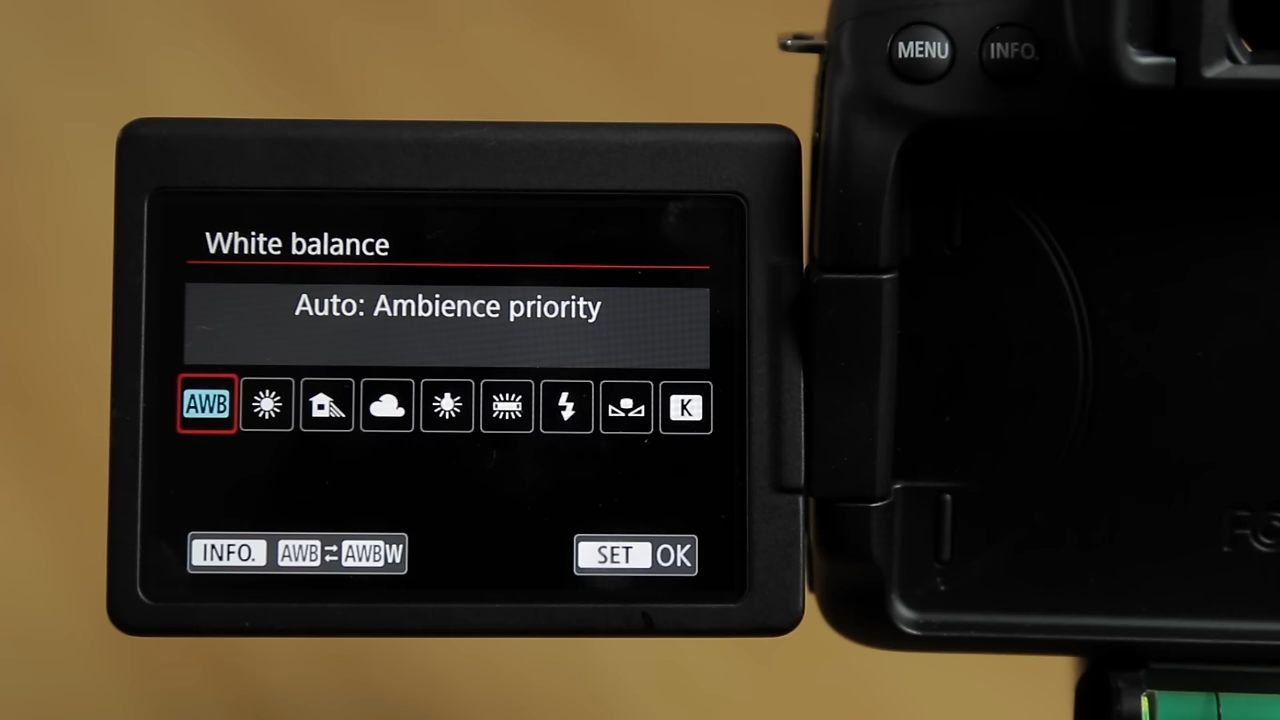 MENU INFO.
White balance
Auto: Ambience priority
AWB K
INFO. AWB⇄AWBW SET OK